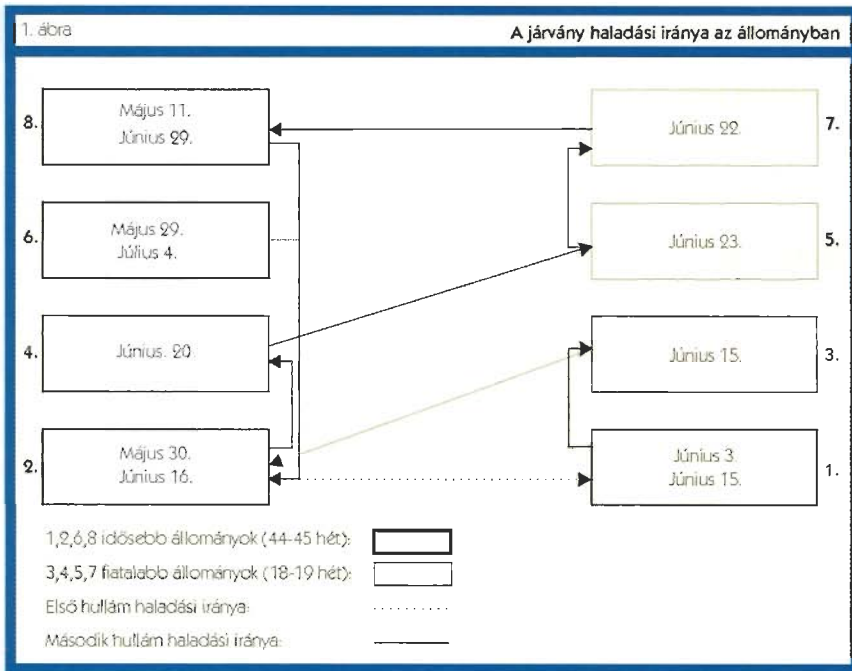 1. ábra
A járvány haladási iránya az állományban
8.
Május 11.
Június 29.
Június 22.
7.
6.
Május 29.
Július 4.
Június 23.
5.
4.
Június. 20.
Június 15.
3.
2.
Május 30.
Június 16.
Június 3.
Június 15.
1.
1,2,6,8 idősebb állományok (44-45 hét):
3,4,5,7 fiatalabb állományok (18-19 hét):
Első hullám haladási iránya:
Második hullám haladási iránya: